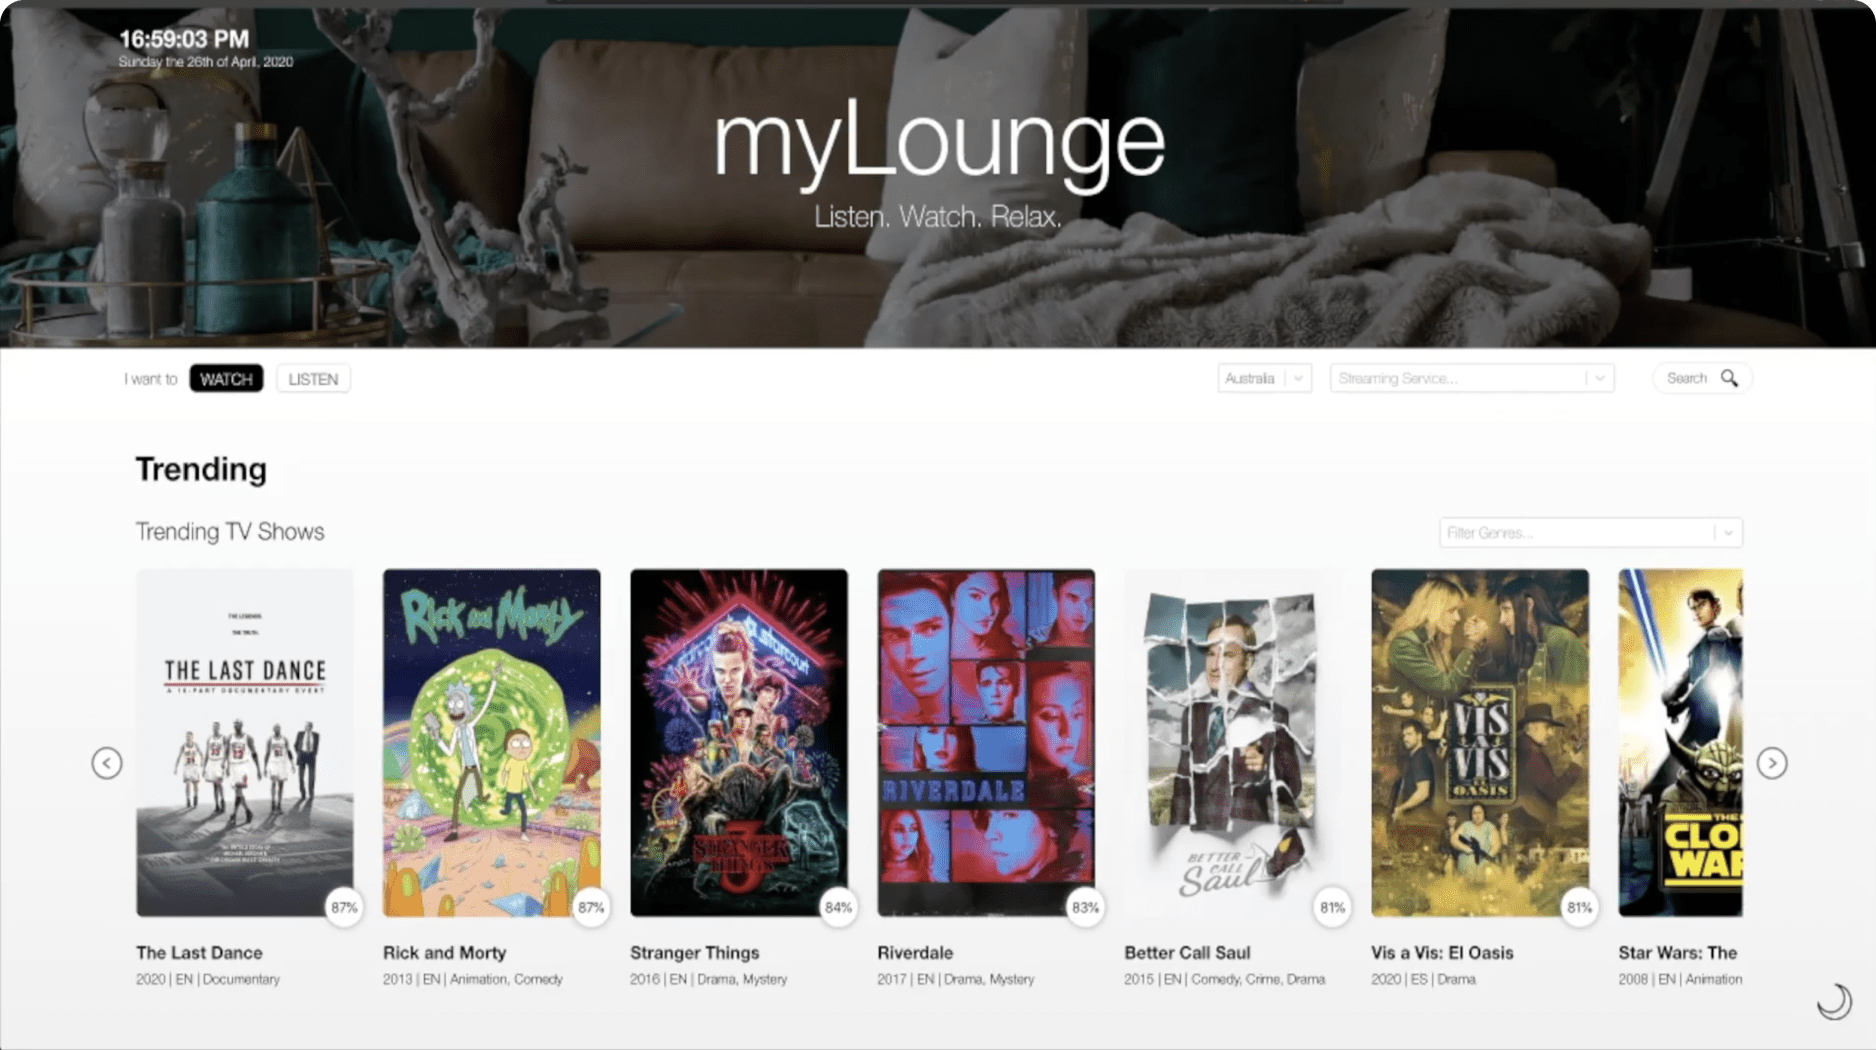 16:59:03 PM
Sunday the 26th of April, 2020
myLounge
Listen. Watch. Relax.
I want to WATCH LISTEN
Australia Streaming Service... Search
Trending
Trending TV Shows
Filter Genres...
THE LEGENDS.
THE TRUTH.
THE LAST DANCE
A 10-PART DOCUMENTARY EVENT
87%
Rick and Morty
87%
starcourt
3
STRANGER
THINGS
84%
RIVERDALE
83%
BETTER
CALL
Saul
81%
VIS
A
VIS
OASIS
81%
THE
CLO
WAR
The Last Dance
2020 | EN | Documentary
Rick and Morty
2013 | EN | Animation, Comedy
Stranger Things
2016 | EN | Drama, Mystery
Riverdale
2017 | EN | Drama, Mystery
Better Call Saul
2015 | EN | Comedy, Crime, Drama
Vis a Vis: El Oasis
2020 | ES | Drama
Star Wars: The
2008 | EN | Animation